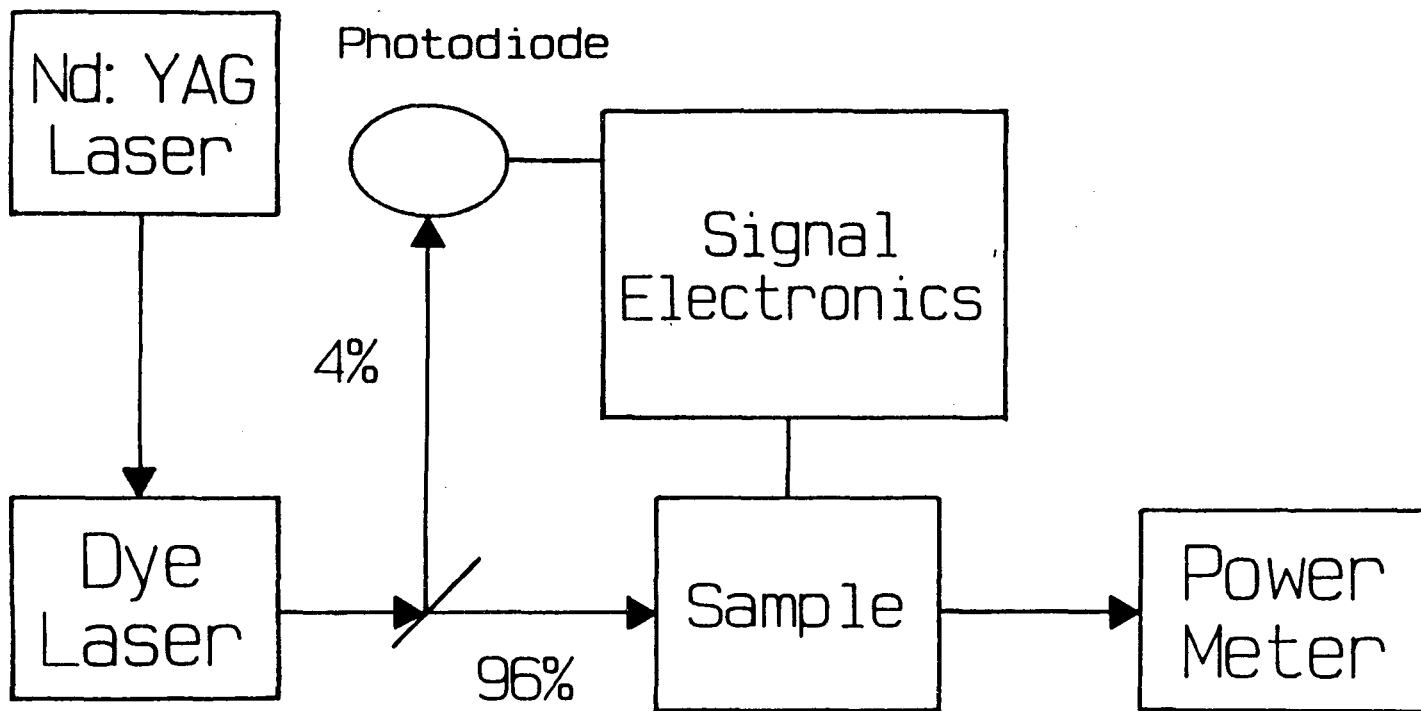 Nd: YAG
Laser
Photodiode
Signal
Electronics
4%
Dye
Laser
96%
Sample
Power
Meter